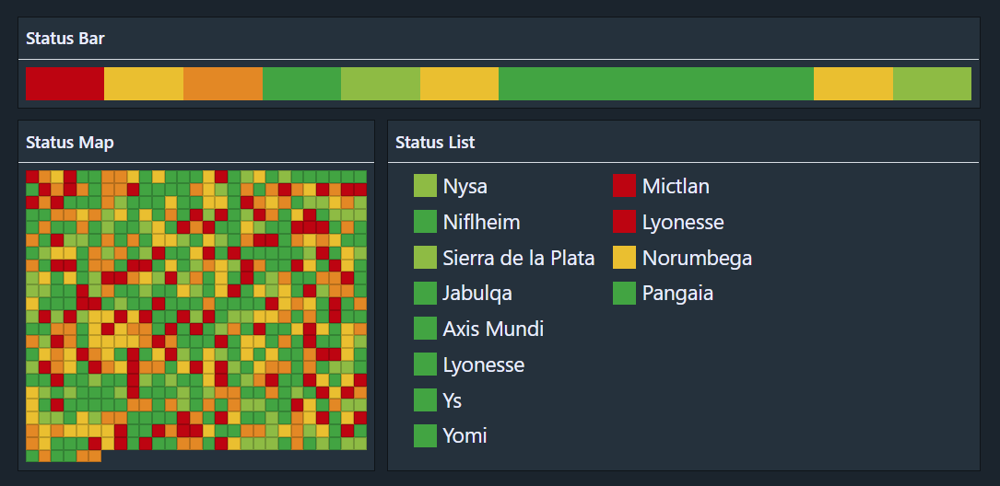 Status Bar
Status Map
Status List
Nysa
Niflheim
Sierra de la Plata
Jabulqa
Axis Mundi
Lyonesse
Ys
Yomi
Mictlan
Lyonesse
Norumbega
Pangaia